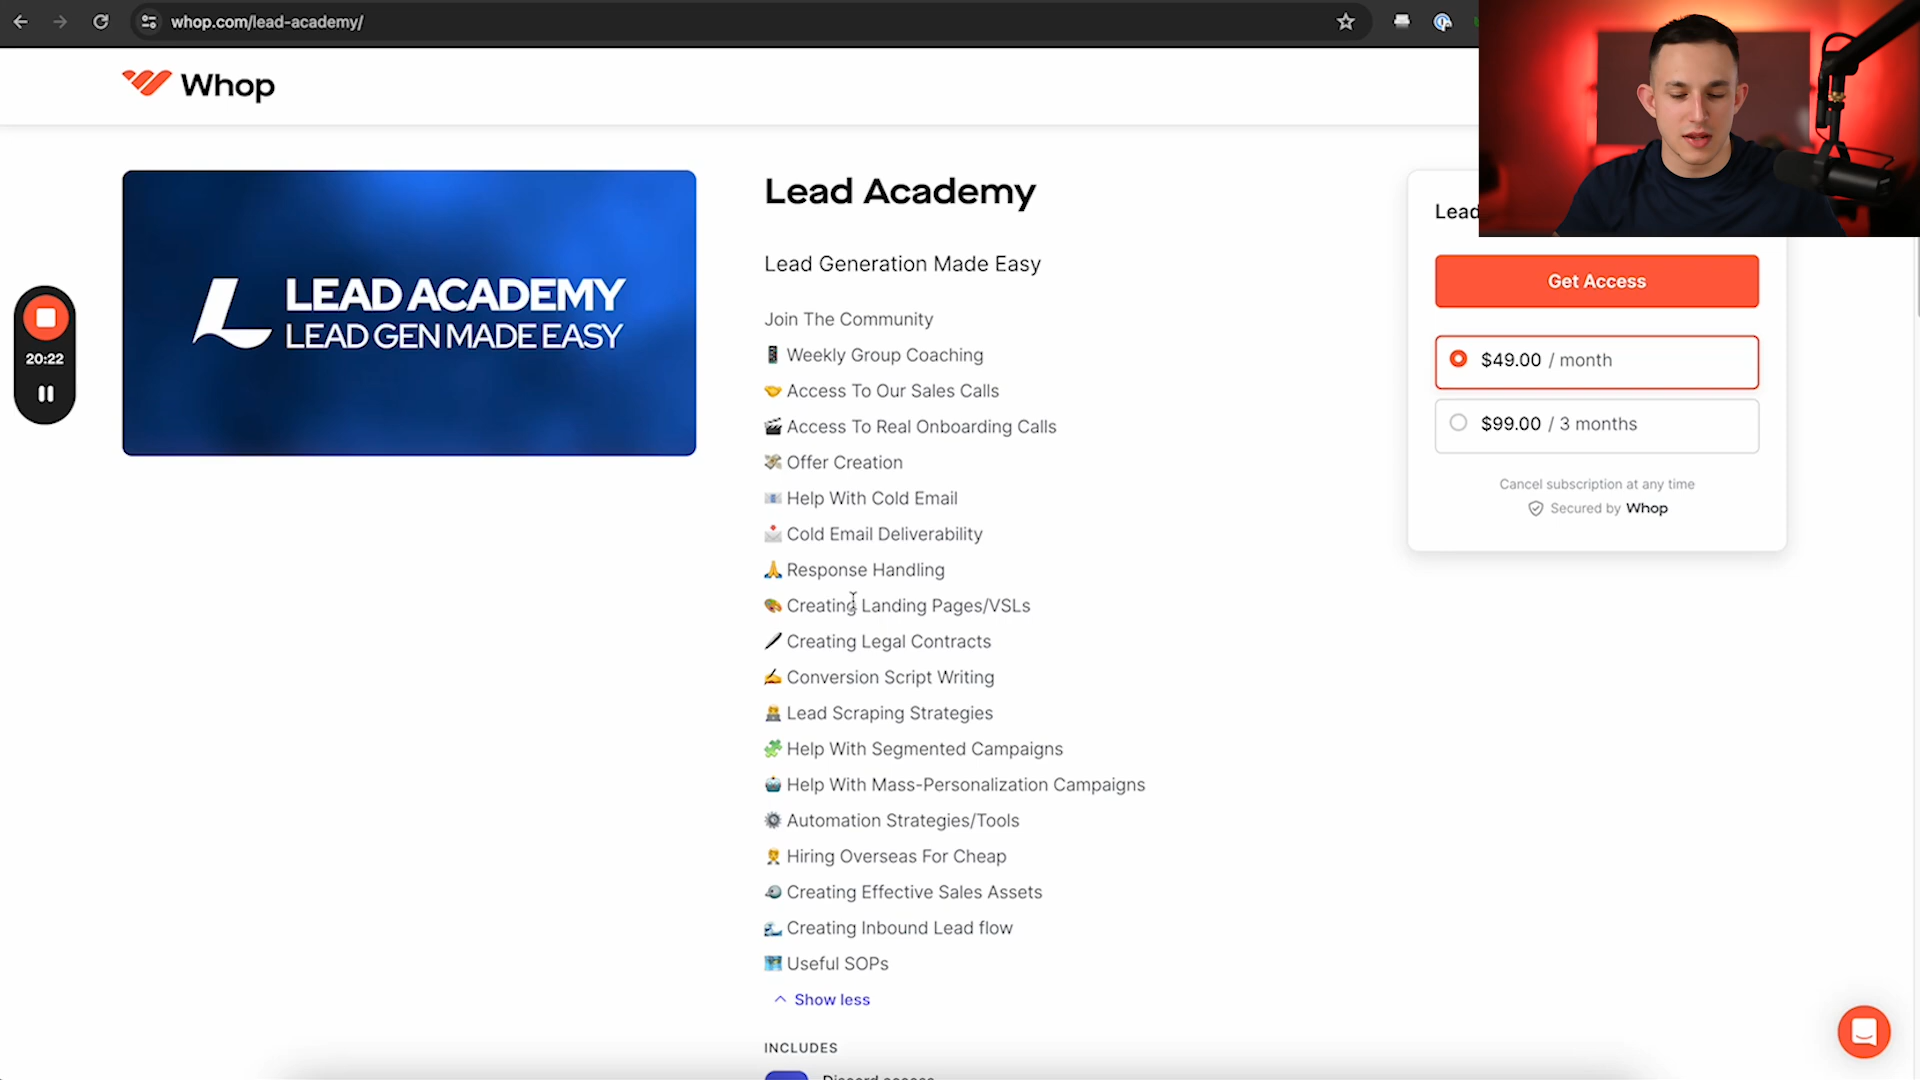 whop.com/lead-academy/
Whop
LEAD ACADEMY
LEAD GEN MADE EASY
20:22
Lead Academy
Lead Generation Made Easy
Join The Community
Weekly Group Coaching
Access To Our Sales Calls
Access To Real Onboarding Calls
Offer Creation
Help With Cold Email
Cold Email Deliverability
Response Handling
Creating Landing Pages/VSLs
Creating Legal Contracts
Conversion Script Writing
Lead Scraping Strategies
Help With Segmented Campaigns
Help With Mass-Personalization Campaigns
Automation Strategies/Tools
Hiring Overseas For Cheap
Creating Effective Sales Assets
Creating Inbound Lead flow
Useful SOPs
Show less
INCLUDES
Discord access
Lead
Get Access
$49.00 / month
$99.00 / 3 months
Cancel subscription at any time
Secured by Whop